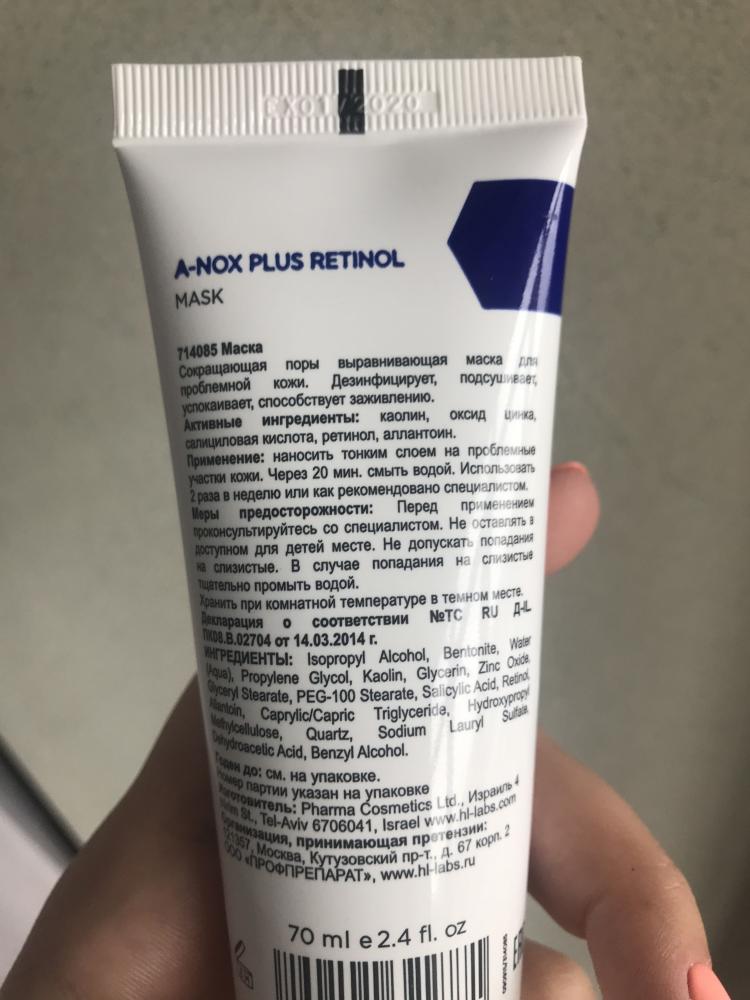 EX01/2020
A-NOX PLUS RETINOL
MASK
714085 Маска
Сокращающая поры выравнивающая маска для
проблемной кожи. Дезинфицирует, подсушивает,
успокаивает, способствует заживлению.
Активные ингредиенты: каолин, оксид цинка,
салициловая кислота, ретинол, аллантоин.
Применение: наносить тонким слоем на проблемные
участки кожи. Через 20 мин. смыть водой. Использовать
2 раза в неделю или как рекомендовано специалистом.
Меры предосторожности: Перед применением
проконсультируйтесь со специалистом. Не оставлять в
доступном для детей месте. Не допускать попадания
на слизистые. В случае попадания на слизистые
тщательно промыть водой.
Хранить при комнатной температуре в темном месте.
Декларация о соответствии №ТС RU Д-IL.
ПК08.В.02704 от 14.03.2014 г.
ИНГРЕДИЕНТЫ: Isopropyl Alcohol, Bentonite, Water
(Aqua), Propylene Glycol, Kaolin, Glycerin, Zinc Oxide,
Glyceryl Stearate, PEG-100 Stearate, Salicylic Acid, Retinol,
Allantoin, Caprylic/Capric Triglyceride, Hydroxypropyl
Methylcellulose, Quartz, Sodium Lauryl Sulfate,
Dehydroacetic Acid, Benzyl Alcohol.
Годен до: см. на упаковке.
Номер партии указан на упаковке
Изготовитель: Pharma Cosmetics Ltd., Израиль 4
St., Tel-Aviv 6706041, Israel www.hl-labs.com
Организация, принимающая претензии:
121357, Москва, Кутузовский пр-т., д. 67 корп. 2
ООО «ПРОФПРЕПАРАТ», www.hl-labs.ru
70 ml e 2.4 fl. oz